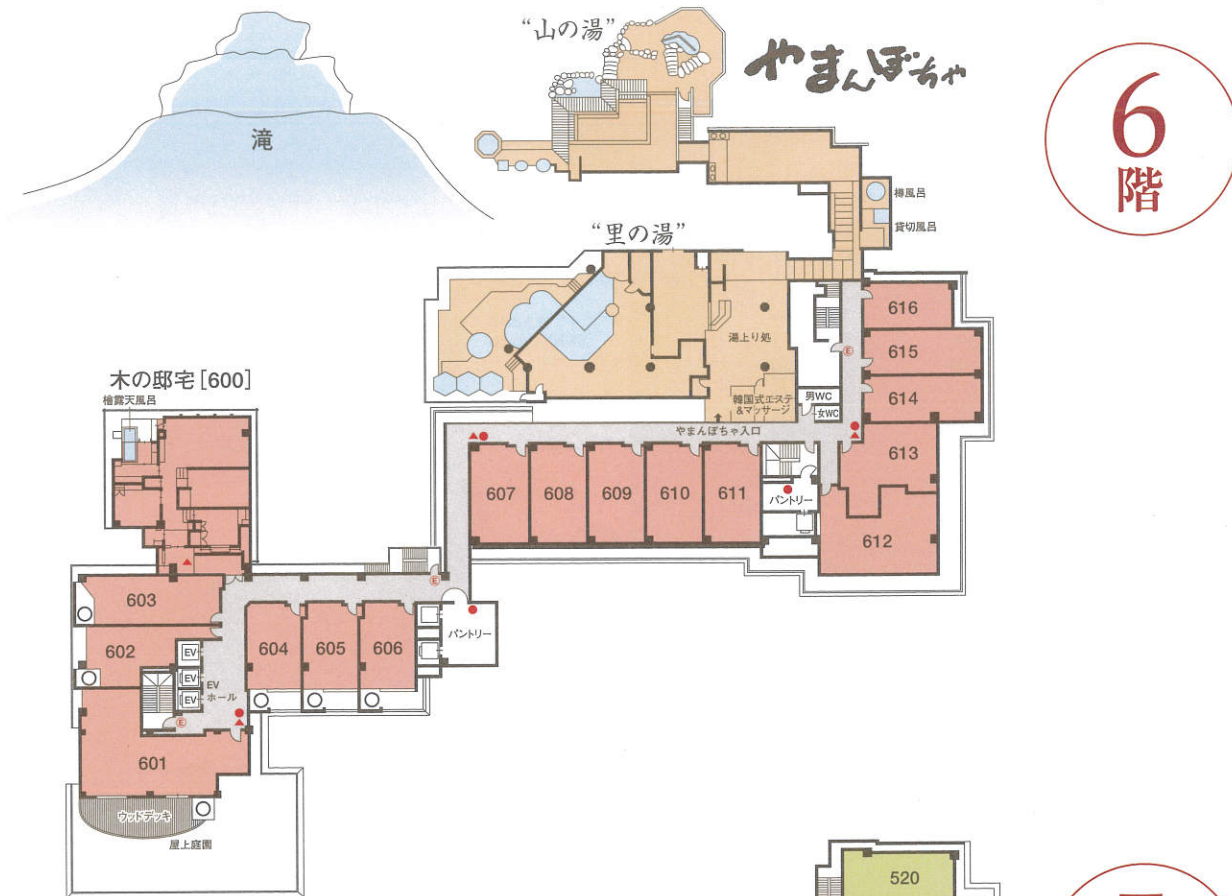 “山の湯”
やまんぼちゃ
6
階
滝
樽風呂
貸切風呂
“里の湯”
616
615
湯上り処
614
木の邸宅[600]
檜露天風呂
韓国式エステ
&マッサージ
男WC
女WC
やまんぼちゃ入口
613
607
608
609
610
611
パントリー
612
603
602
604
605
606
パントリー
EV
EV
EV
EV
ホール
601
ウッドデッキ
屋上庭園
520
E
E
E